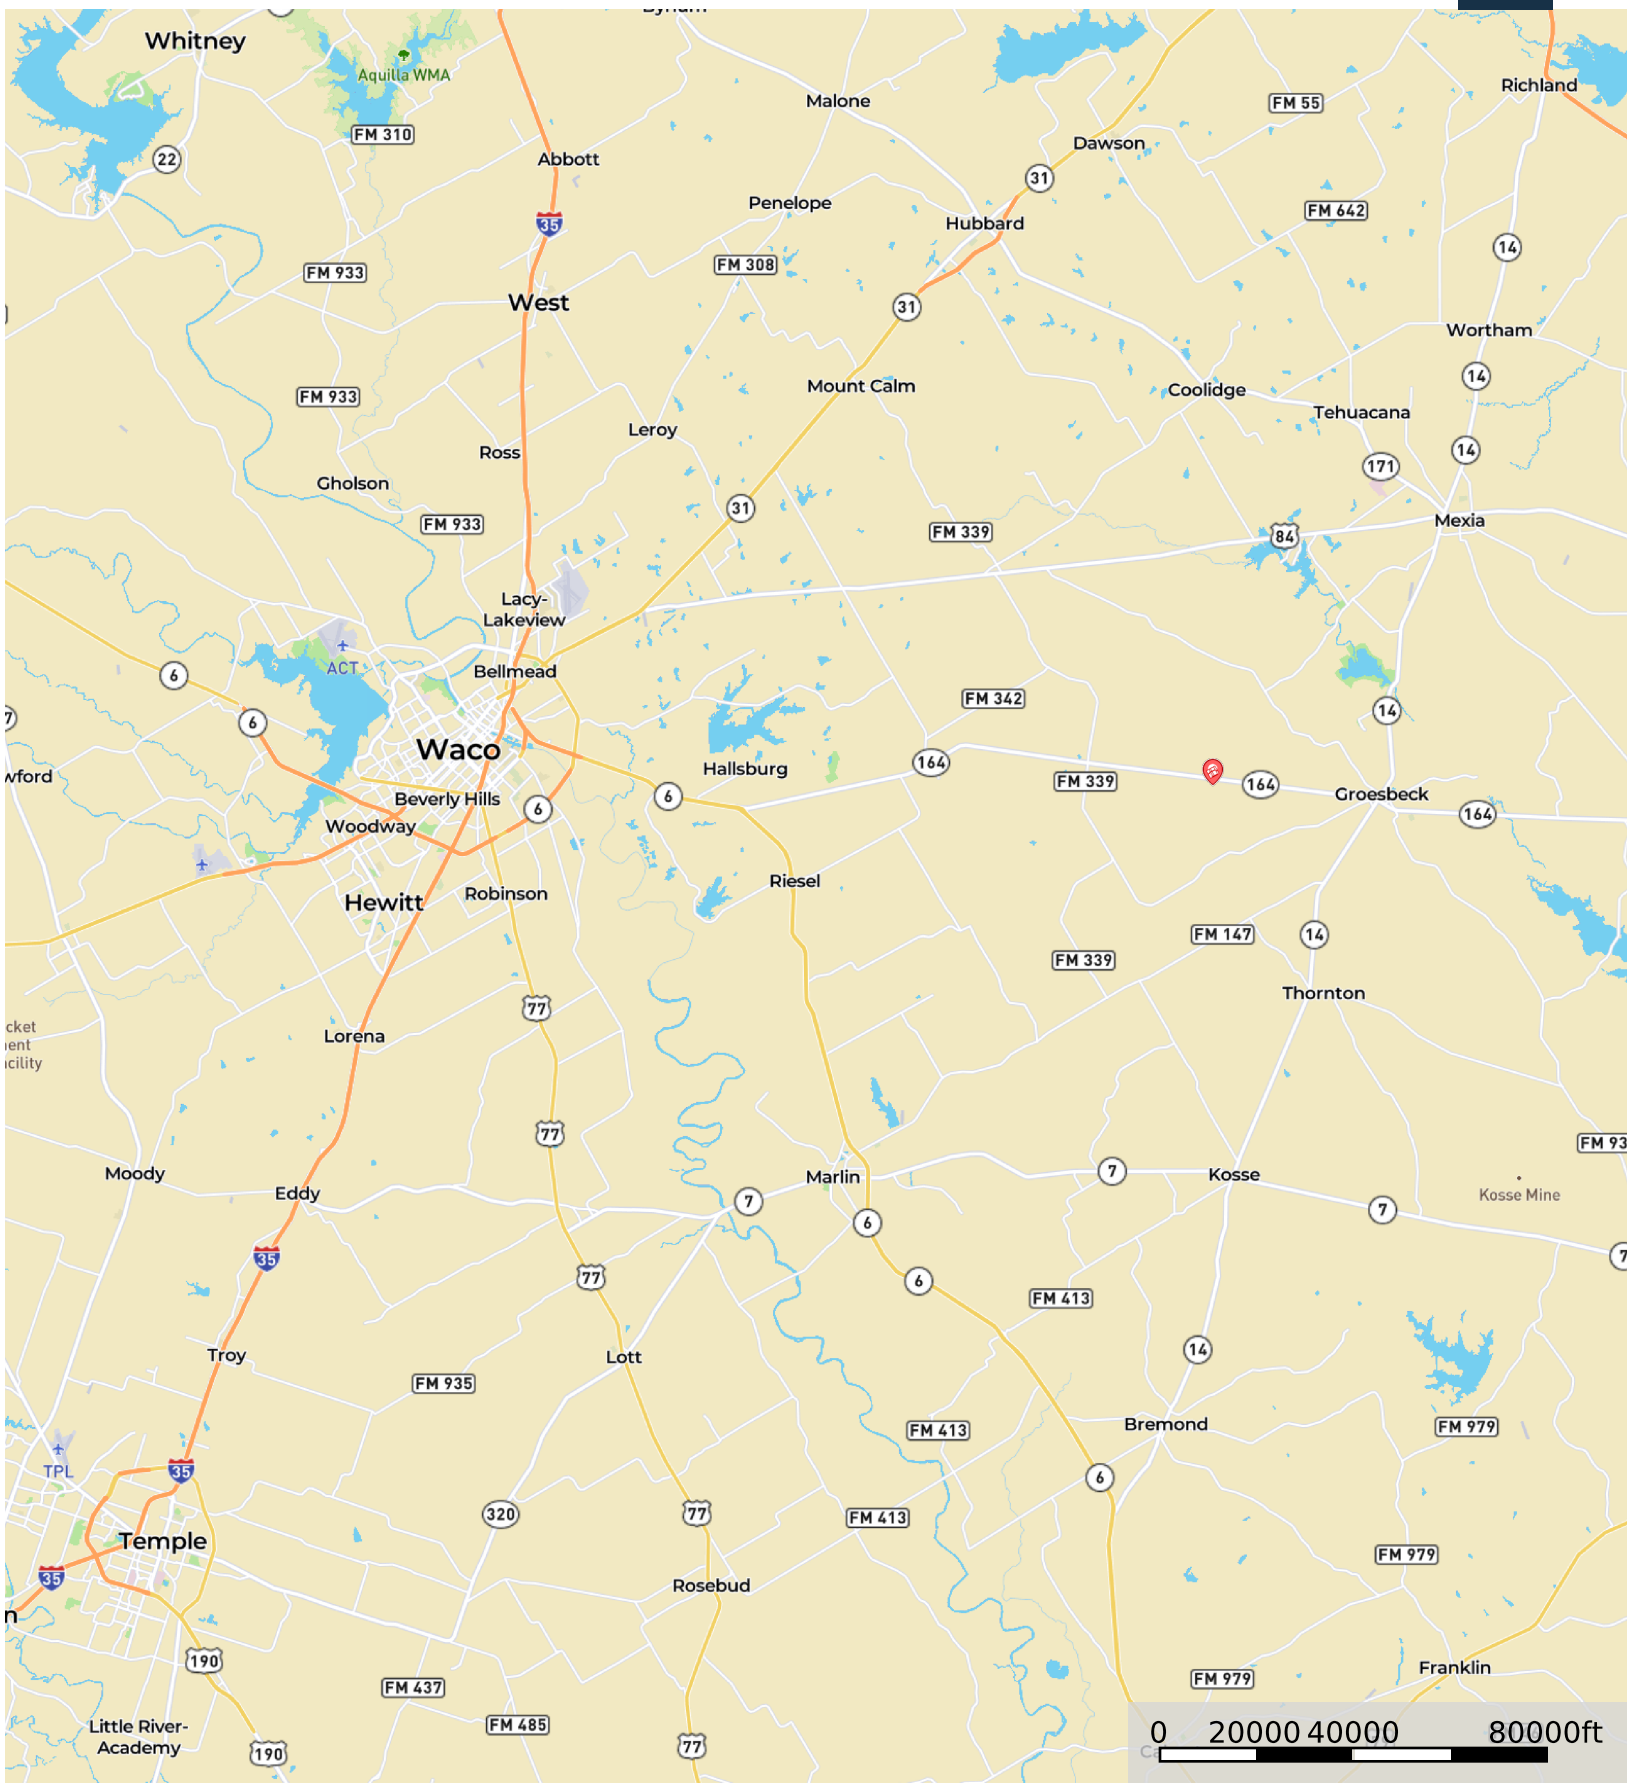 Whitney
Aquilla WMA
Malone
Richland
FM 55
FM 310
22
Abbott
Dawson
31
Penelope
FM 642
35
Hubbard
14
FM 308
FM 933
West
31
Wortham
Mount Calm
14
FM 933
Coolidge
Tehuacana
Leroy
Ross
14
171
Gholson
31
FM 933
FM 339
Mexia
84
Lacy-
Lakeview
ACT
Bellmead
6
FM 342
14
6
Waco
164
Hallsburg
wford
FM 339
164
6
Beverly Hills
6
Groesbeck
164
Woodway
Riesel
Robinson
Hewitt
FM 147
14
FM 339
Thornton
77
cket
ent
cility
Lorena
77
FM 93
Moody
Marlin
7
Kosse
Eddy
7
Kosse Mine
7
6
35
7
77
6
FM 413
14
Troy
Lott
FM 935
Bremond
FM 413
FM 979
TPL
35
6
320
77
FM 413
Temple
FM 979
35
Rosebud
n
190
Franklin
FM 979
FM 437
Little River-
Academy
FM 485
77
190
0 20000 40000 80000ft